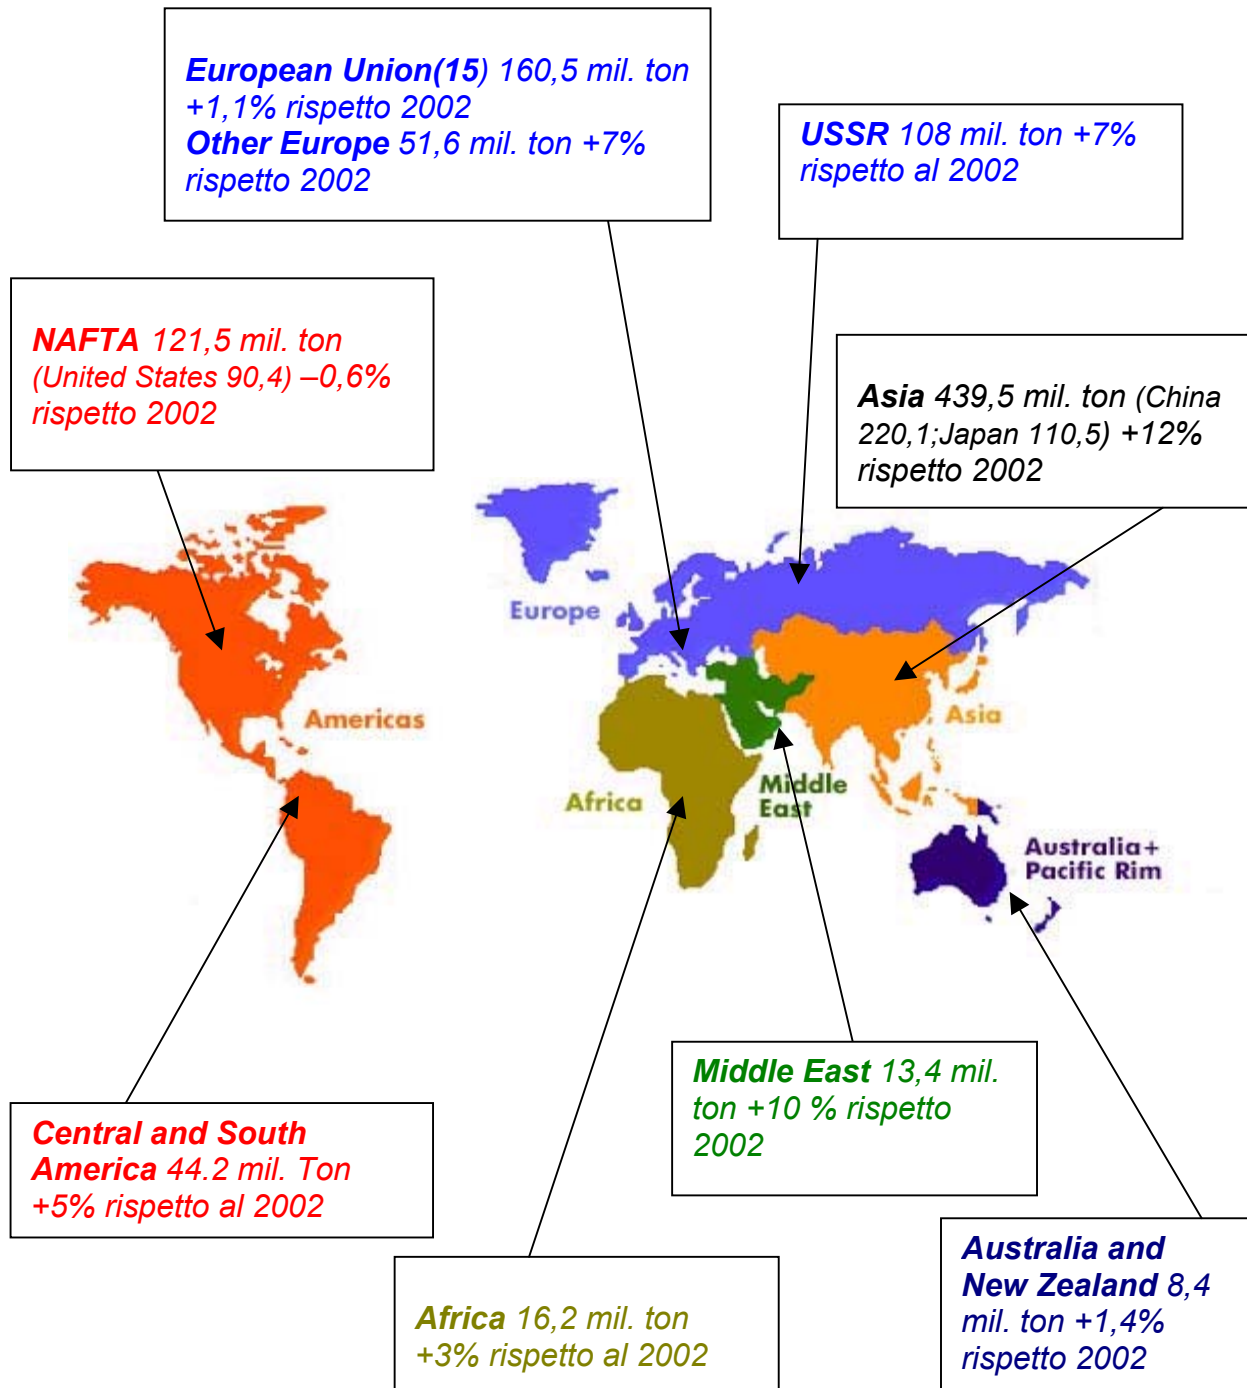 European Union(15) 160,5 mil. ton
+1,1% rispetto 2002
Other Europe 51,6 mil. ton +7%
rispetto 2002
USSR 108 mil. ton +7%
rispetto al 2002
NAFTA 121,5 mil. ton
(United States 90,4) –0,6%
rispetto 2002
Asia 439,5 mil. ton (China
220,1;Japan 110,5) +12%
rispetto 2002
Europe
Americas
Asia
Africa
Middle
East
Australia+
Pacific Rim
Middle East 13,4 mil.
ton +10 % rispetto
2002
Central and South
America 44.2 mil. Ton
+5% rispetto al 2002
Africa 16,2 mil. ton
+3% rispetto al 2002
Australia and
New Zealand 8,4
mil. ton +1,4%
rispetto 2002